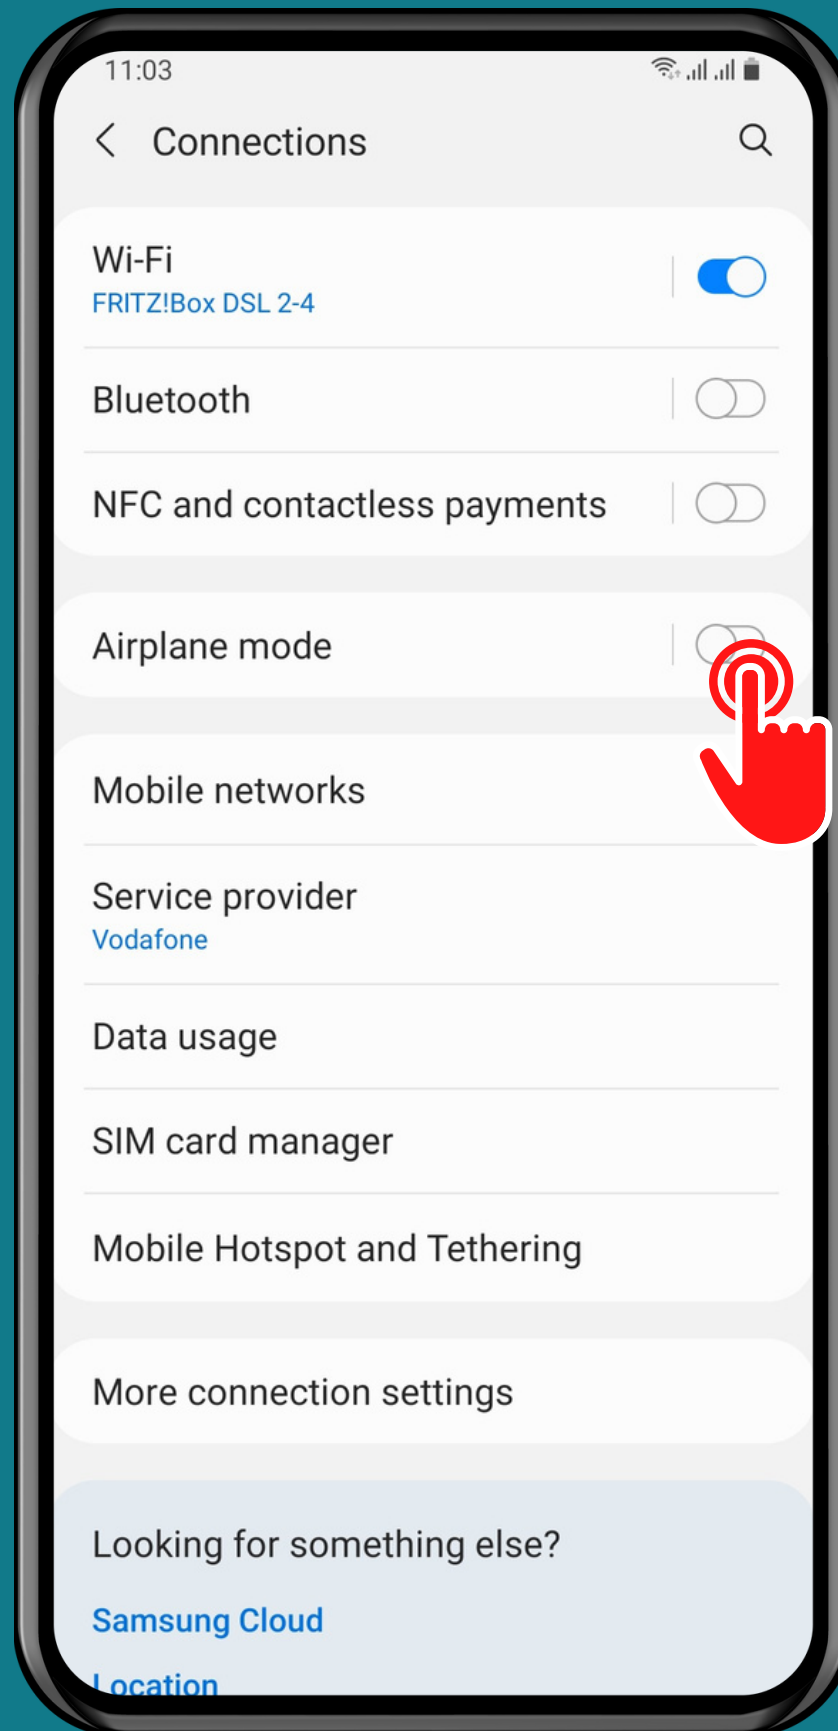 11:03
Connections
Wi-Fi
FRITZ!Box DSL 2-4
Bluetooth
NFC and contactless payments
Airplane mode
Mobile networks
Service provider
Vodafone
Data usage
SIM card manager
Mobile Hotspot and Tethering
More connection settings
Looking for something else?
Samsung Cloud
Location